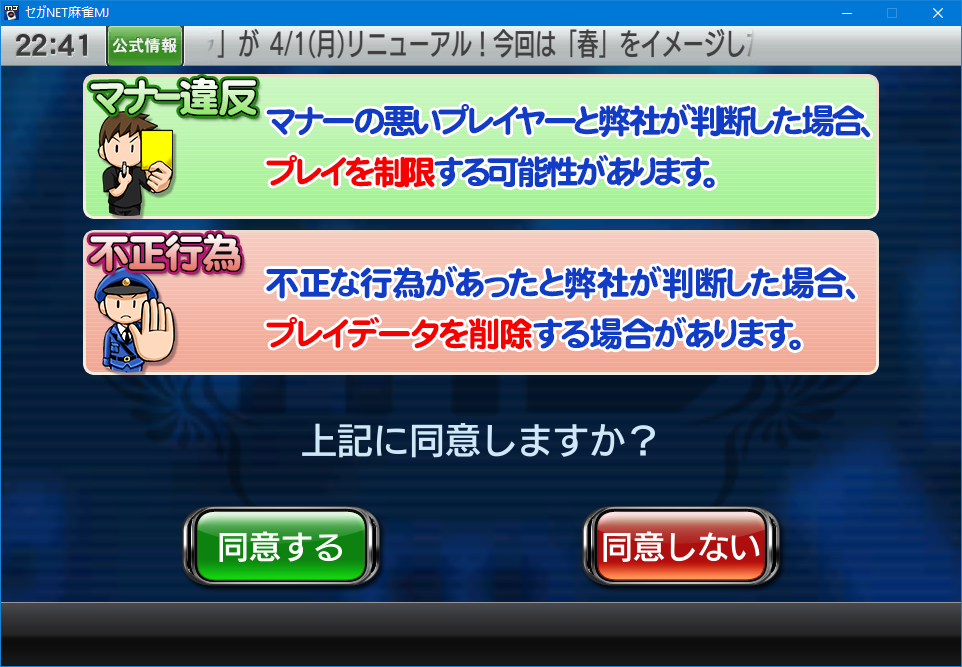 セガNET麻雀MJ
22:41
公式情報
」が 4/1(月)リニューアル！今回は「春」をイメージし
マナー違反
マナーの悪いプレイヤーと弊社が判断した場合、
プレイを制限する可能性があります。
不正行為
不正な行為があったと弊社が判断した場合、
プレイデータを削除する場合があります。
上記に同意しますか？
同意する
同意しない